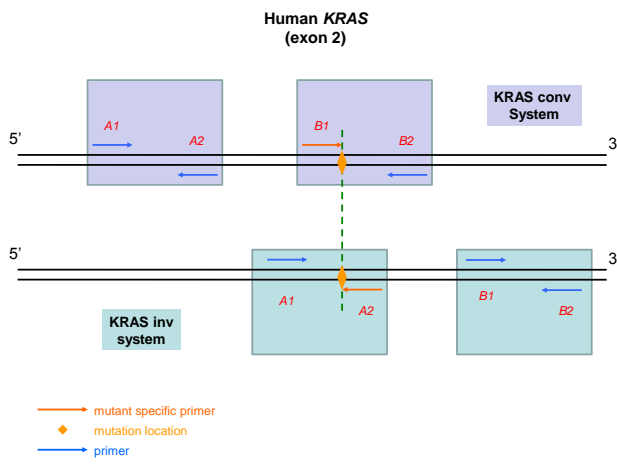 Human KRAS
(exon 2)
KRAS conv
System
A1
A2
B1
B2
5’
3
5’
3
A1
A2
B1
B2
KRAS inv
system
mutant specific primer
mutation location
primer